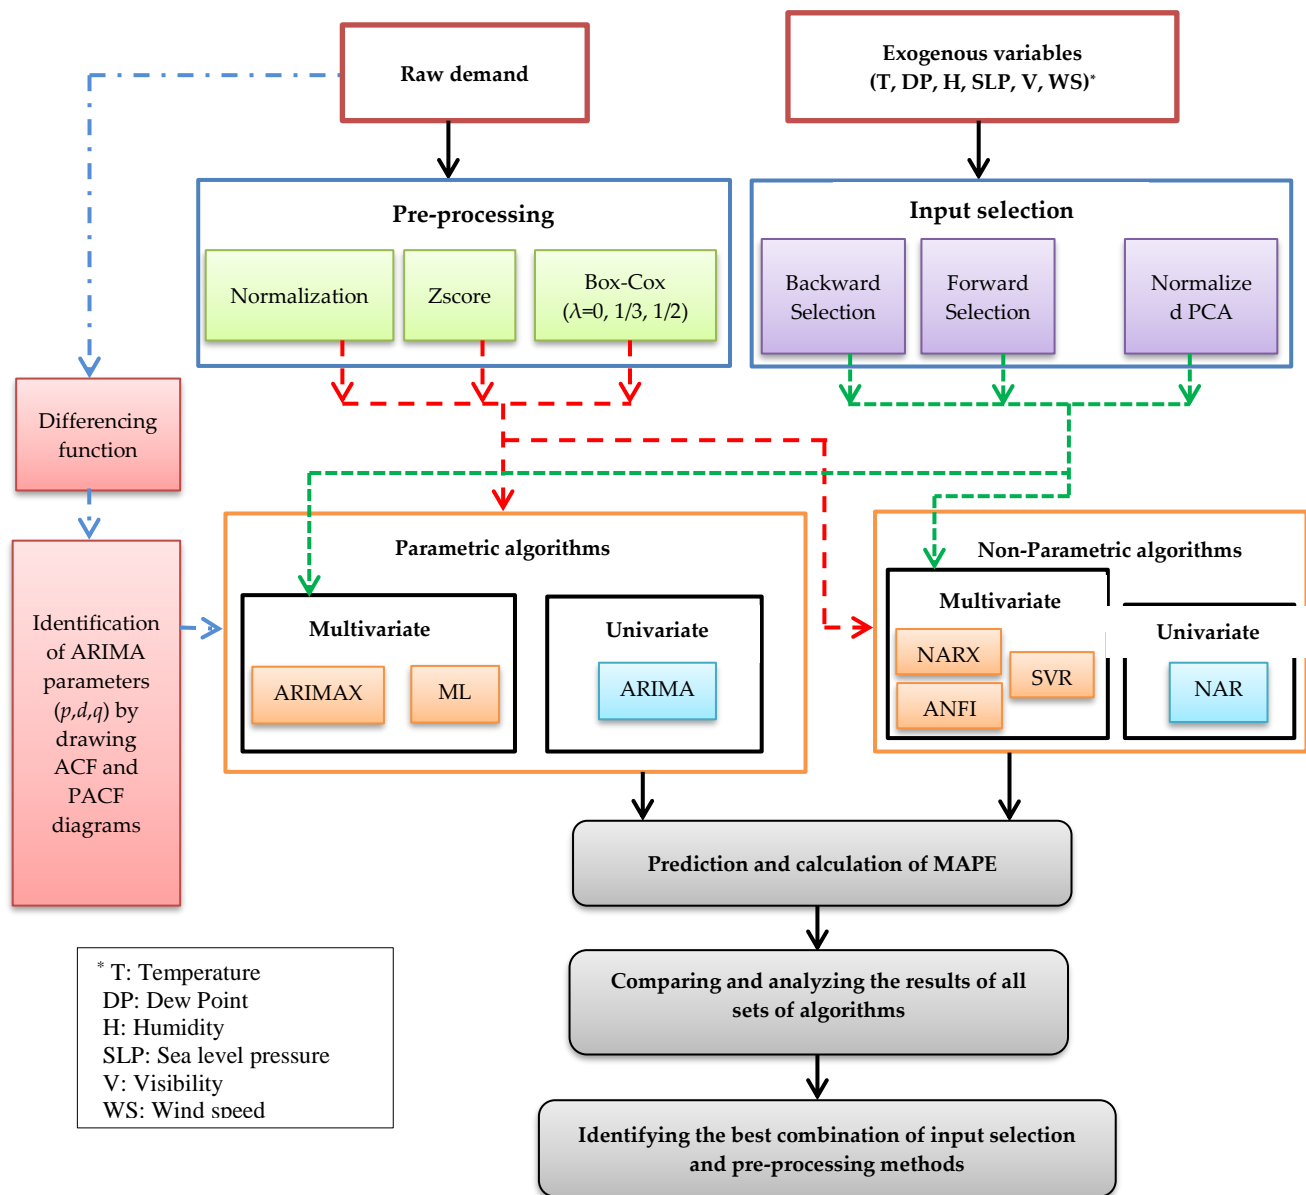 Raw demand
Exogenous variables
(T, DP, H, SLP, V, WS)*
Pre-processing
Normalization
Zscore
Box-Cox
(λ=0, 1/3, 1/2)
Input selection
Backward
Selection
Forward
Selection
Normalize
d PCA
Differencing
function
Identification
of ARIMA
parameters
(p,d,q) by
drawing
ACF and
PACF
diagrams
Parametric algorithms
Multivariate
ARIMAX
ML
Univariate
ARIMA
Non-Parametric algorithms
Multivariate
NARX
SVR
ANFI
Univariate
NAR
Prediction and calculation of MAPE
Comparing and analyzing the results of all
sets of algorithms
Identifying the best combination of input selection
and pre-processing methods
* T: Temperature
DP: Dew Point
H: Humidity
SLP: Sea level pressure
V: Visibility
WS: Wind speed